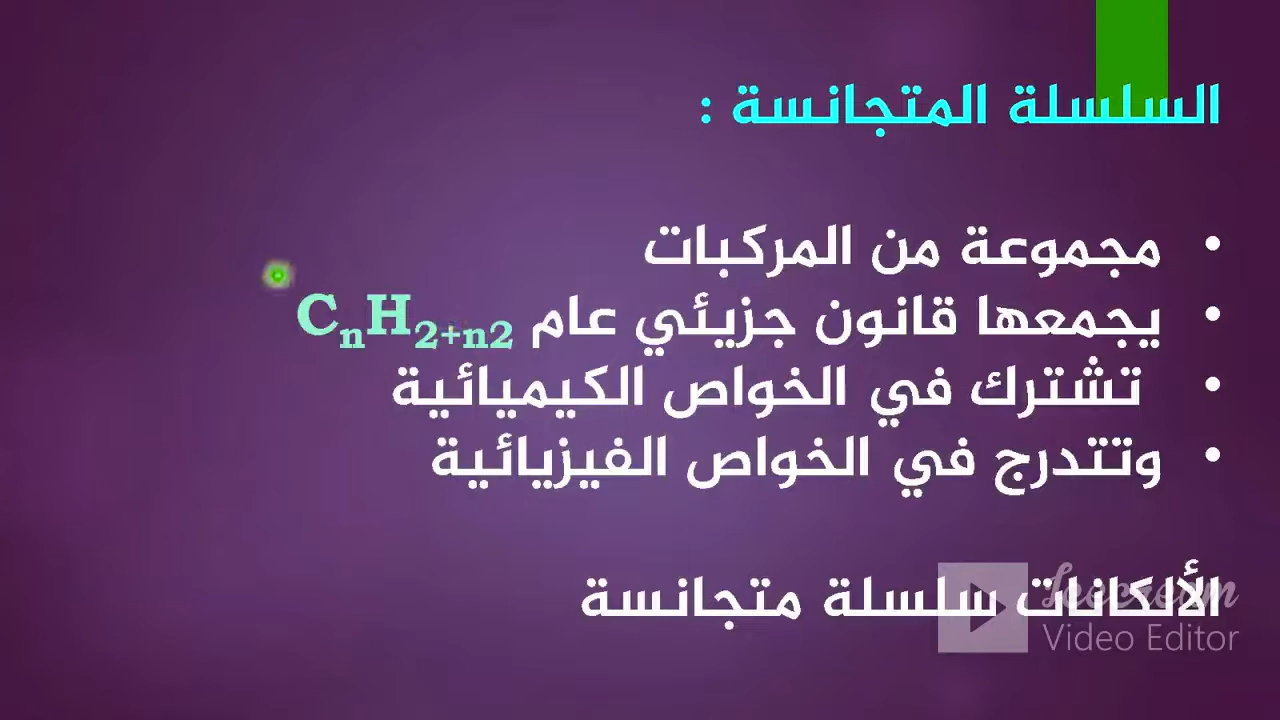 السلسلة المتجانسة :
• مجموعة من المركبات
• يجمعها قانون جزيئي عام CnH2+n2
• تشترك في الخواص الكيميائية
• وتتدرج في الخواص الفيزيائية
الألكانات سلسلة متجانسة
Icecream
Video Editor